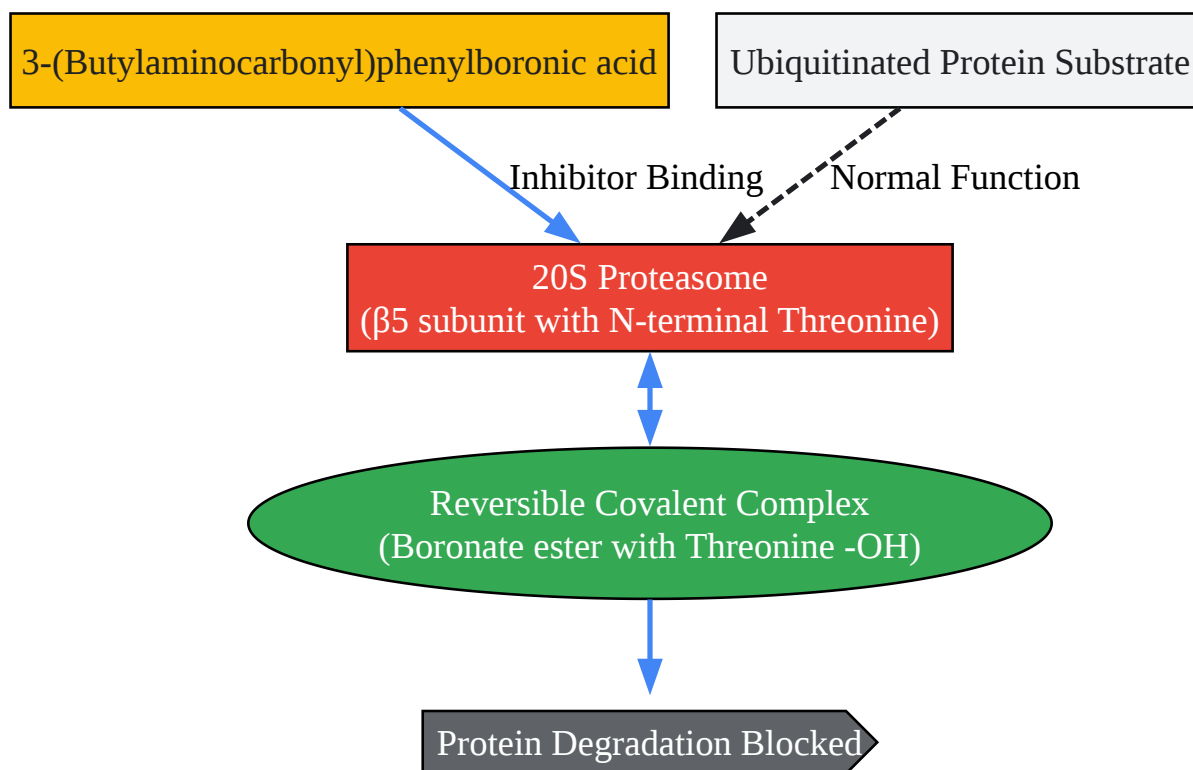 3-(Butylaminocarbonyl)phenylboronic acid
Ubiquitinated Protein Substrate
Inhibitor Binding
Normal Function
20S Proteasome
(β5 subunit with N-terminal Threonine)
Reversible Covalent Complex
(Boronate ester with Threonine -OH)
Protein Degradation Blocked